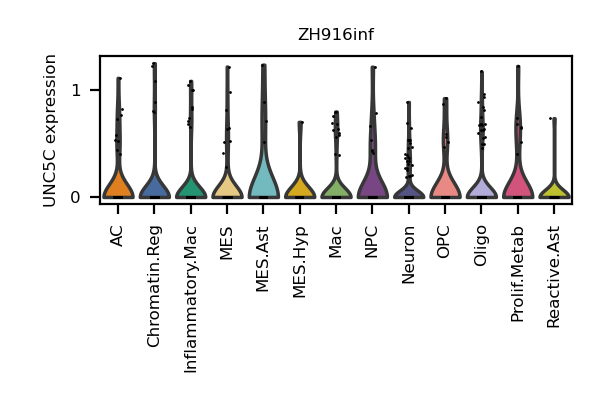 ZH916inf
UNC5C expression
1
0
AC
Chromatin.Reg
Inflammatory.Mac
MES
MES.Ast
MES.Hyp
Mac
NPC
Neuron
OPC
Oligo
Prolif.Metab
Reactive.Ast